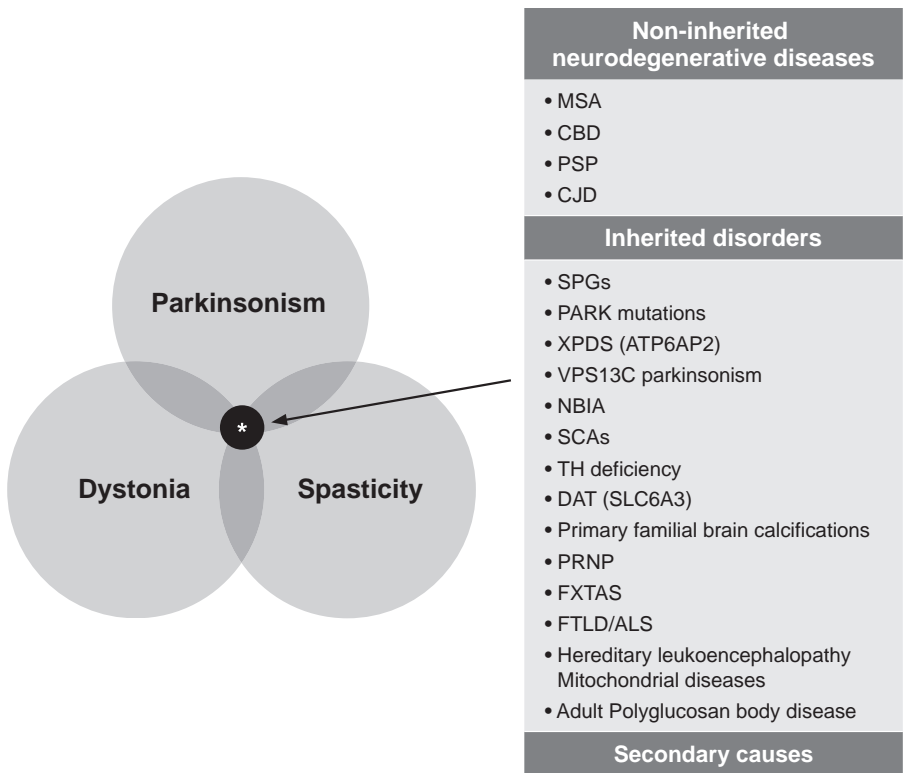 Parkinsonism
*
Dystonia
Spasticity
Non-inherited
neurodegenerative diseases
• MSA
• CBD
• PSP
• CJD
Inherited disorders
• SPGs
• PARK mutations
• XPDS (ATP6AP2)
• VPS13C parkinsonism
• NBIA
• SCAs
• TH deficiency
• DAT (SLC6A3)
• Primary familial brain calcifications
• PRNP
• FXTAS
• FTLD/ALS
• Hereditary leukoencephalopathy
Mitochondrial diseases
• Adult Polyglucosan body disease
Secondary causes